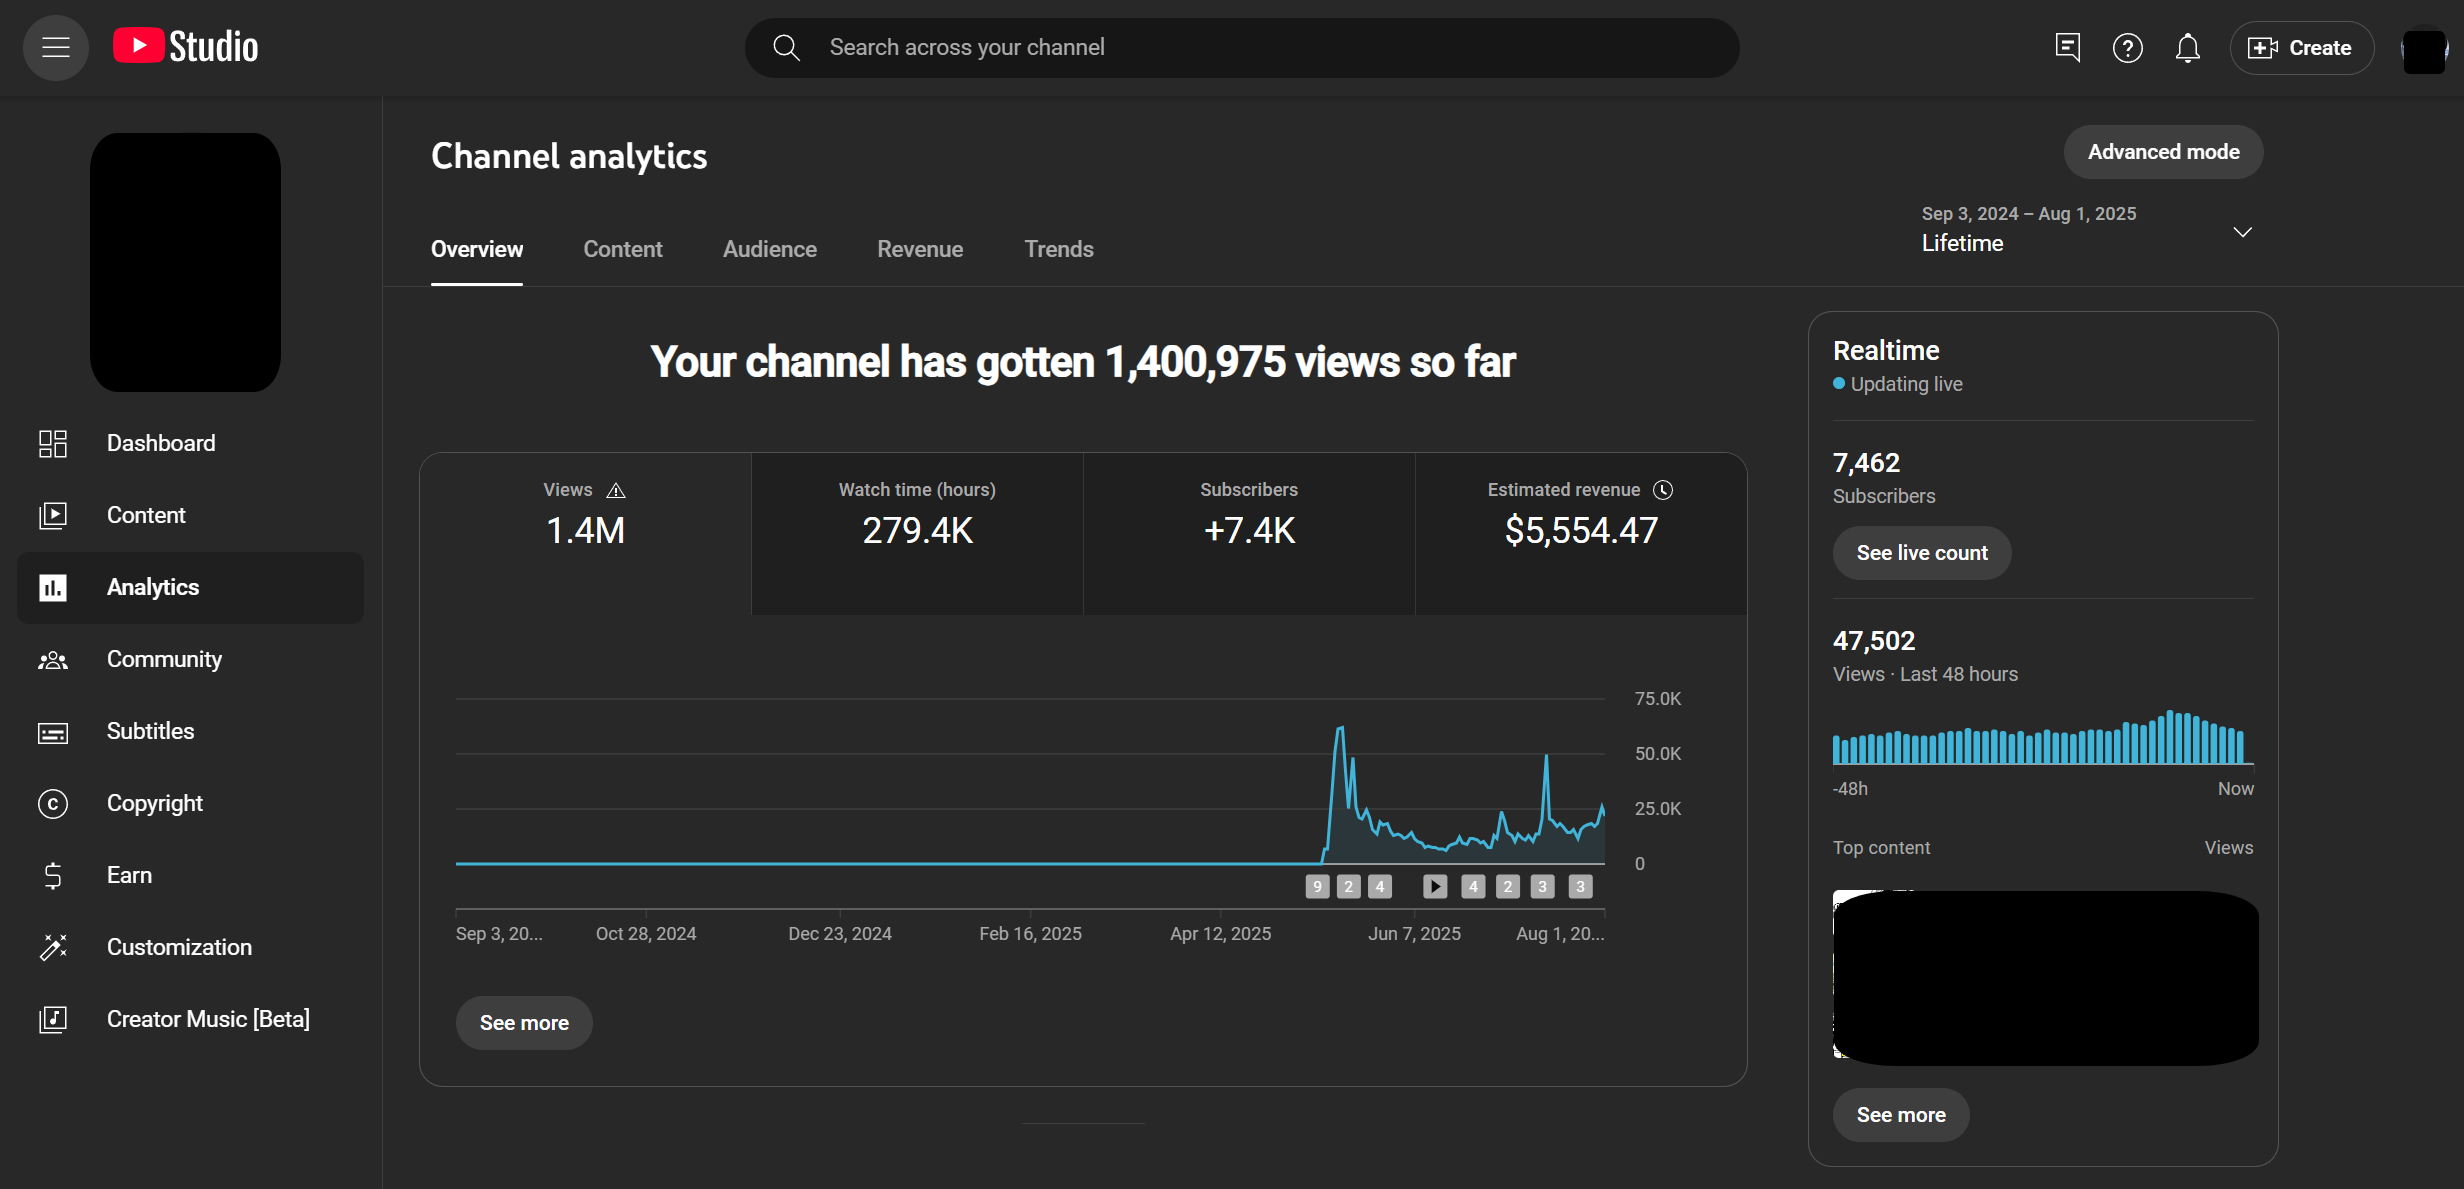 Studio
Search across your channel
Create
Channel analytics
Advanced mode
Sep 3, 2024 – Aug 1, 2025
Lifetime
Overview
Content
Audience
Revenue
Trends
Dashboard
Content
Analytics
Community
Subtitles
Copyright
Earn
Customization
Creator Music [Beta]
Your channel has gotten 1,400,975 views so far
Views
1.4M
Watch time (hours)
279.4K
Subscribers
+7.4K
Estimated revenue
$5,554.47
75.0K
50.0K
25.0K
0
9 2 4 4 2 3 3
Sep 3, 20...
Oct 28, 2024
Dec 23, 2024
Feb 16, 2025
Apr 12, 2025
Jun 7, 2025
Aug 1, 20...
See more
Realtime
Updating live
7,462
Subscribers
See live count
47,502
Views · Last 48 hours
-48h
Now
Top content
Views
See more